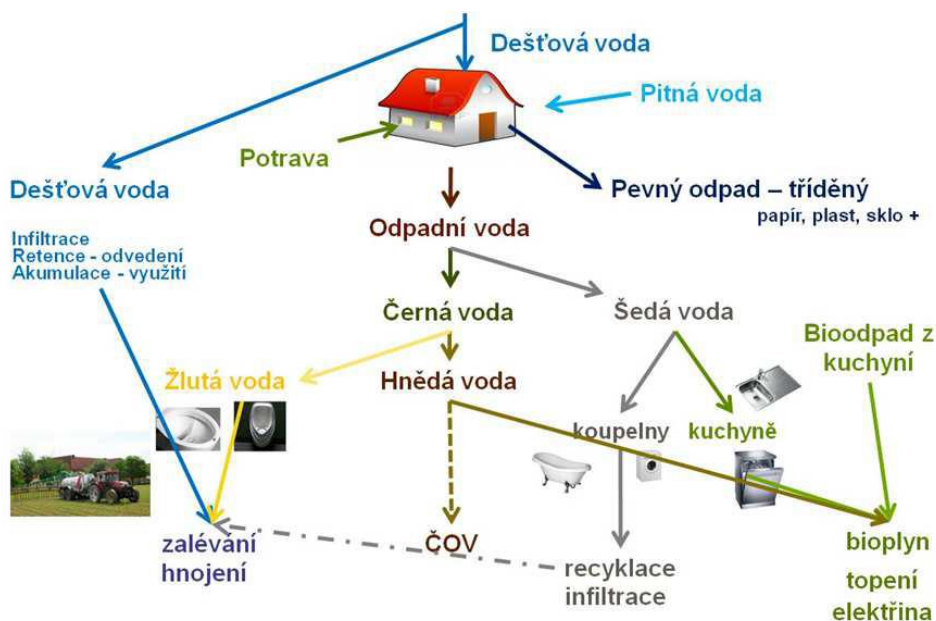 Dešťová voda
Pitná voda
Potrava
Dešťová voda
Pevný odpad – tříděný
papír, plast, sklo +
Odpadní voda
Infiltrace
Retence - odvedení
Akumulace - využití
Černá voda
Šedá voda
Bioodpad z
kuchyní
Žlutá voda
Hnědá voda
koupelny
kuchyně
zalévání
hnojení
ČOV
recyklace
infiltrace
bioplyn
topení
elektřina